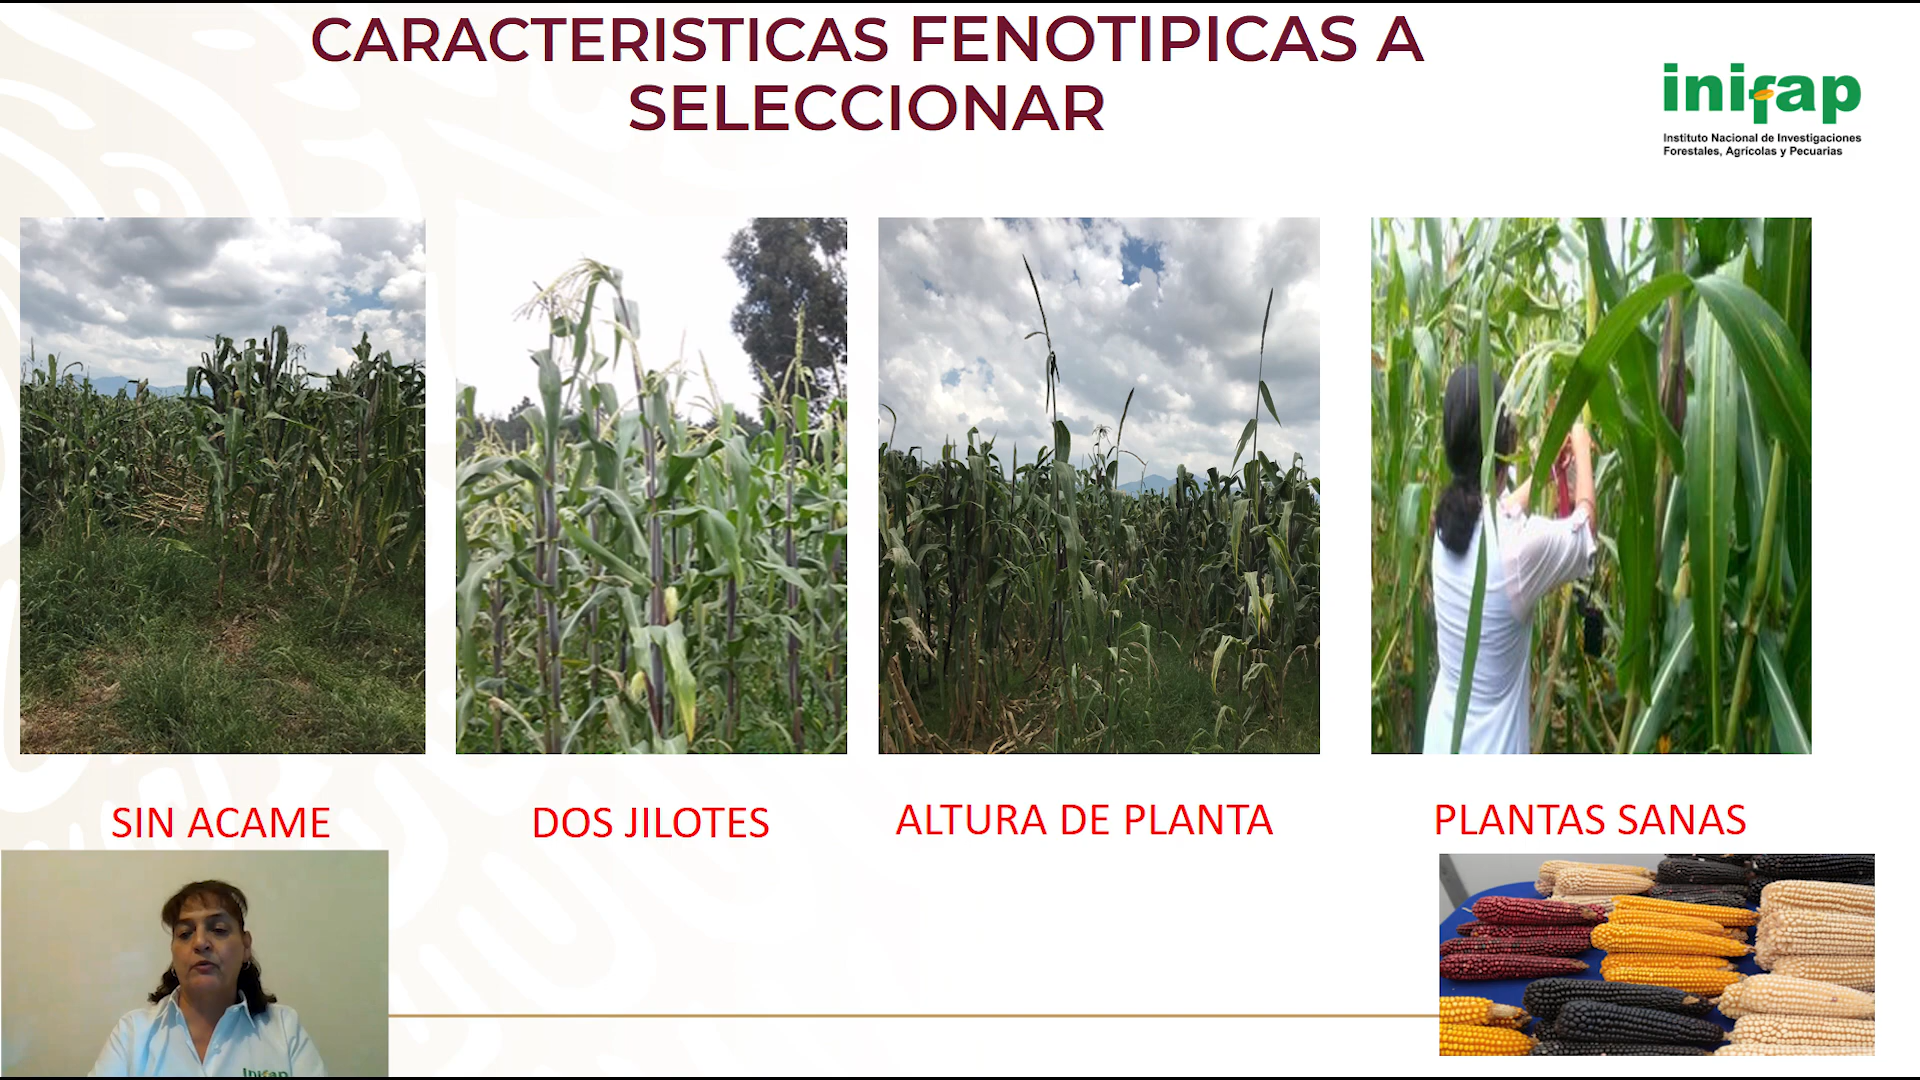 CARACTERISTICAS FENOTIPICAS A
SELECCIONAR
inifap
Instituto Nacional de Investigaciones
Forestales, Agrícolas y Pecuarias
SIN ACAME
DOS JILOTES
ALTURA DE PLANTA
PLANTAS SANAS
inifap